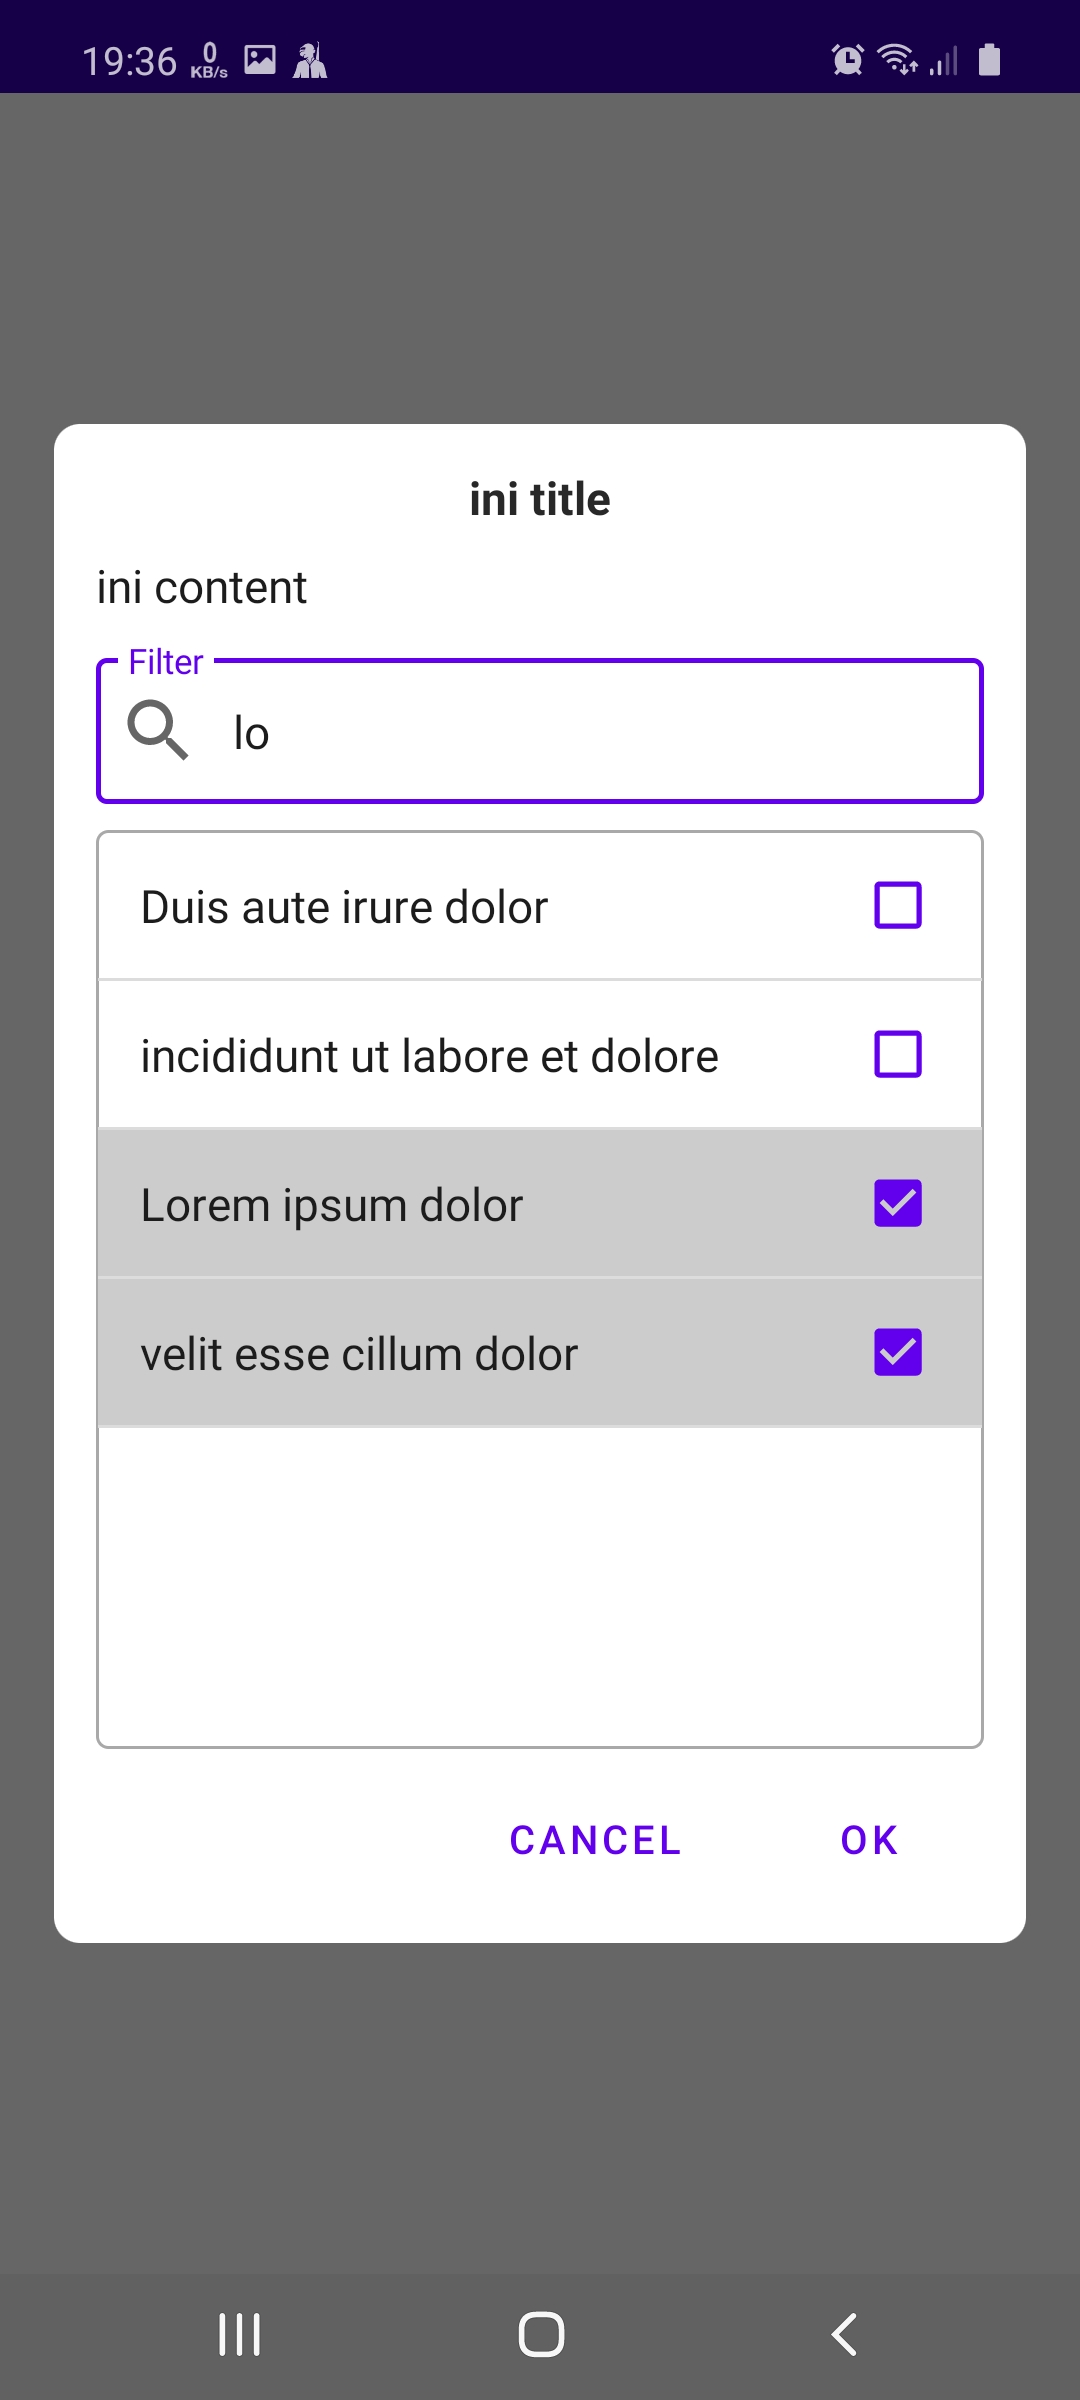 19:36 0 KB/s
ini title
ini content
Filter
lo
Duis aute irure dolor
incididunt ut labore et dolore
Lorem ipsum dolor
velit esse cillum dolor
CANCEL OK